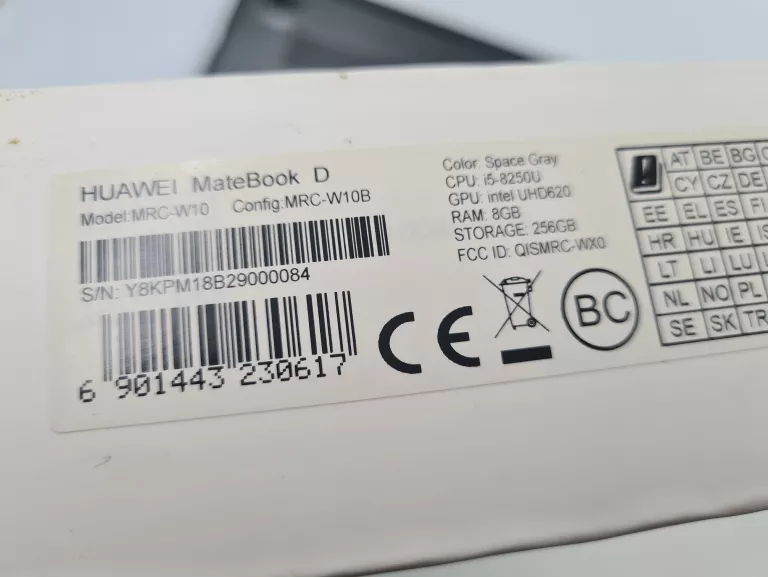 HUAWEI MateBook D
Model:MRC-W10 Config:MRC-W10B
S/N: Y8KPM18B29000084
6 901443 230617
Color: Space Gray
CPU: i5-8250U
GPU: intel UHD620
RAM: 8GB
STORAGE: 256GB
FCC ID: QISMRC-WX0
CE
BC
AT BE BG
CY CZ DE
EE EL ES FI
HR HU IE IS
LT LI LU
NL NO PL
SE SK TR